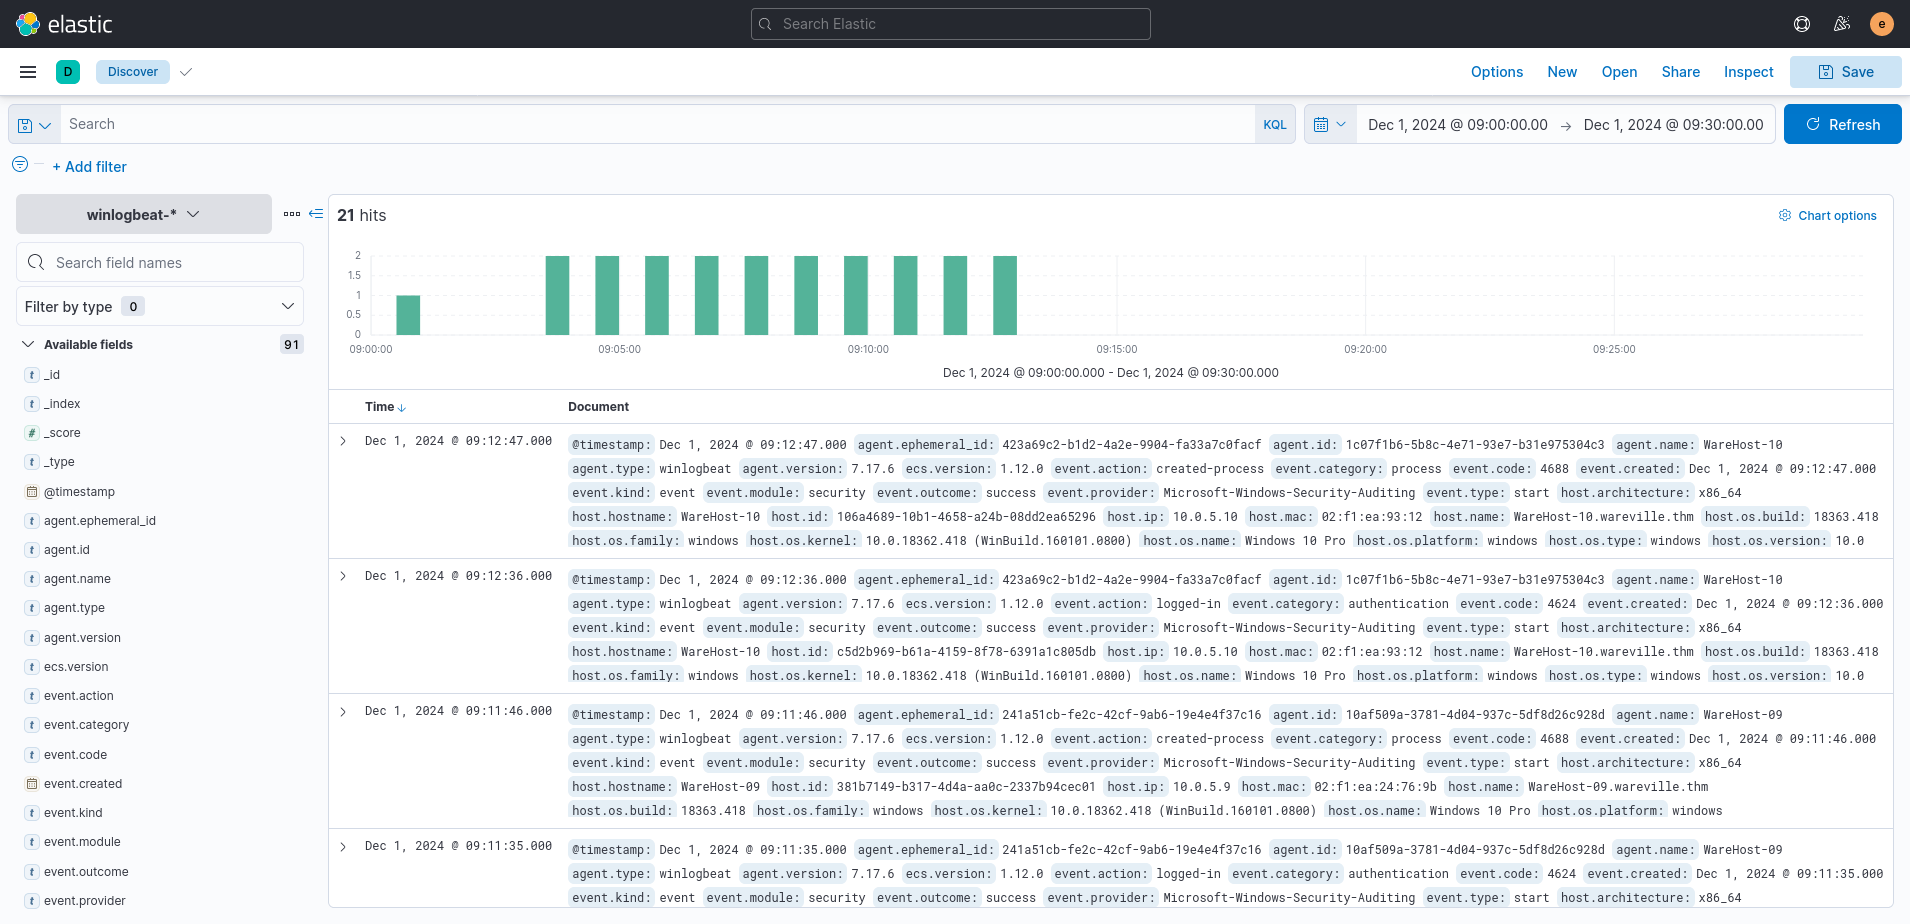 elastic
Search Elastic
e
D
Discover
Options
New
Open
Share
Inspect
Save
Search
KQL
Dec 1, 2024 @ 09:00:00.00 → Dec 1, 2024 @ 09:30:00.00
Refresh
+ Add filter
winlogbeat-*
Search field names
Filter by type 0
Available fields 91
t _id
t _index
# _score
t _type
@timestamp
t agent.ephemeral_id
t agent.id
t agent.name
t agent.type
t agent.version
t ecs.version
t event.action
t event.category
t event.code
event.created
t event.kind
t event.module
t event.outcome
t event.provider
21 hits
Chart options
2
1.5
1
0.5
0
09:00:00 09:05:00 09:10:00 09:15:00 09:20:00 09:25:00
Dec 1, 2024 @ 09:00:00.000 - Dec 1, 2024 @ 09:30:00.000
Time Document
Dec 1, 2024 @ 09:12:47.000
@timestamp: Dec 1, 2024 @ 09:12:47.000 agent.ephemeral_id: 423a69c2-b1d2-4a2e-9904-fa33a7c0facf agent.id: 1c07f1b6-5b8c-4e71-93e7-b31e975304c3 agent.name: WareHost-10
agent.type: winlogbeat agent.version: 7.17.6 ecs.version: 1.12.0 event.action: created-process event.category: process event.code: 4688 event.created: Dec 1, 2024 @ 09:12:47.000
event.kind: event event.module: security event.outcome: success event.provider: Microsoft-Windows-Security-Auditing event.type: start host.architecture: x86_64
host.hostname: WareHost-10 host.id: 106a4689-10b1-4658-a24b-08dd2ea65296 host.ip: 10.0.5.10 host.mac: 02:f1:ea:93:12 host.name: WareHost-10.wareville.thm host.os.build: 18363.418
host.os.family: windows host.os.kernel: 10.0.18362.418 (WinBuild.160101.0800) host.os.name: Windows 10 Pro host.os.platform: windows host.os.type: windows host.os.version: 10.0
Dec 1, 2024 @ 09:12:36.000
@timestamp: Dec 1, 2024 @ 09:12:36.000 agent.ephemeral_id: 423a69c2-b1d2-4a2e-9904-fa33a7c0facf agent.id: 1c07f1b6-5b8c-4e71-93e7-b31e975304c3 agent.name: WareHost-10
agent.type: winlogbeat agent.version: 7.17.6 ecs.version: 1.12.0 event.action: logged-in event.category: authentication event.code: 4624 event.created: Dec 1, 2024 @ 09:12:36.000
event.kind: event event.module: security event.outcome: success event.provider: Microsoft-Windows-Security-Auditing event.type: start host.architecture: x86_64
host.hostname: WareHost-10 host.id: c5d2b969-b61a-4159-8f78-6391a1c805db host.ip: 10.0.5.10 host.mac: 02:f1:ea:93:12 host.name: WareHost-10.wareville.thm host.os.build: 18363.418
host.os.family: windows host.os.kernel: 10.0.18362.418 (WinBuild.160101.0800) host.os.name: Windows 10 Pro host.os.platform: windows host.os.type: windows host.os.version: 10.0
Dec 1, 2024 @ 09:11:46.000
@timestamp: Dec 1, 2024 @ 09:11:46.000 agent.ephemeral_id: 241a51cb-fe2c-42cf-9ab6-19e4e4f37c16 agent.id: 10af509a-3781-4d04-937c-5df8d26c928d agent.name: WareHost-09
agent.type: winlogbeat agent.version: 7.17.6 ecs.version: 1.12.0 event.action: created-process event.category: process event.code: 4688 event.created: Dec 1, 2024 @ 09:11:46.000
event.kind: event event.module: security event.outcome: success event.provider: Microsoft-Windows-Security-Auditing event.type: start host.architecture: x86_64
host.hostname: WareHost-09 host.id: 381b7149-b317-4d4a-aa0c-2337b94cec01 host.ip: 10.0.5.9 host.mac: 02:f1:ea:24:76:9b host.name: WareHost-09.wareville.thm
host.os.build: 18363.418 host.os.family: windows host.os.kernel: 10.0.18362.418 (WinBuild.160101.0800) host.os.name: Windows 10 Pro host.os.platform: windows
Dec 1, 2024 @ 09:11:35.000
@timestamp: Dec 1, 2024 @ 09:11:35.000 agent.ephemeral_id: 241a51cb-fe2c-42cf-9ab6-19e4e4f37c16 agent.id: 10af509a-3781-4d04-937c-5df8d26c928d agent.name: WareHost-09
agent.type: winlogbeat agent.version: 7.17.6 ecs.version: 1.12.0 event.action: logged-in event.category: authentication event.code: 4624 event.created: Dec 1, 2024 @ 09:11:35.000
event.kind: event event.module: security event.outcome: success event.provider: Microsoft-Windows-Security-Auditing event.type: start host.architecture: x86_64